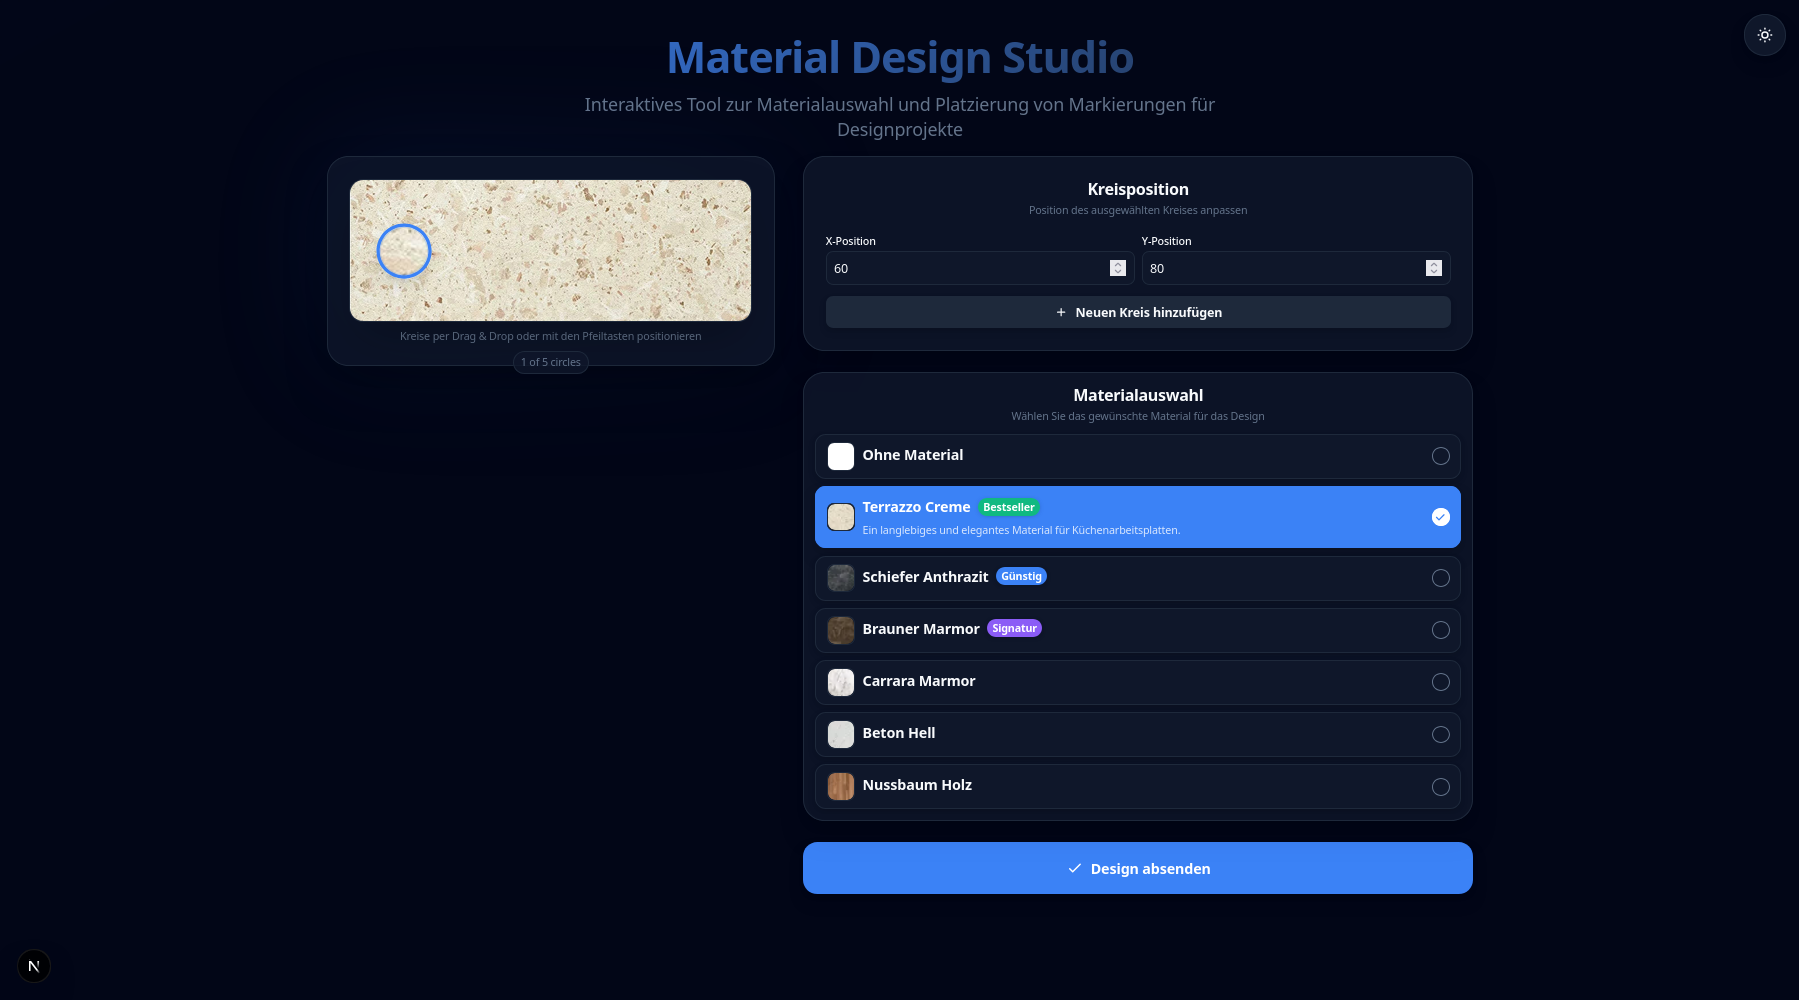 Material Design Studio
Interaktives Tool zur Materialauswahl und Platzierung von Markierungen für
Designprojekte
Kreise per Drag & Drop oder mit den Pfeiltasten positionieren
1 of 5 circles
Kreisposition
Position des ausgewählten Kreises anpassen
X-Position
Y-Position
60
80
+ Neuen Kreis hinzufügen
Materialauswahl
Wählen Sie das gewünschte Material für das Design
Ohne Material
Terrazzo Creme Bestseller
Ein langlebiges und elegantes Material für Küchenarbeitsplatten.
Schiefer Anthrazit Günstig
Brauner Marmor Signatur
Carrara Marmor
Beton Hell
Nussbaum Holz
Design absenden
N